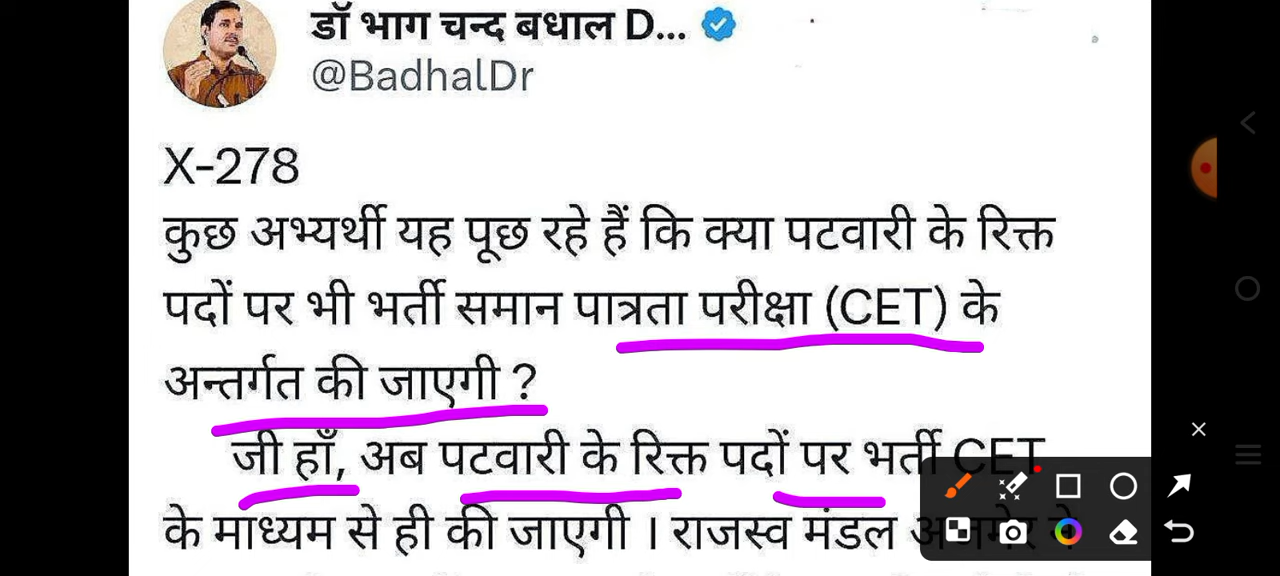 डॉ भाग चन्द बधाल D...
@BadhalDr
X-278
कुछ अभ्यर्थी यह पूछ रहे हैं कि क्या पटवारी के रिक्त
पदों पर भी भर्ती समान पात्रता परीक्षा (CET) के
अन्तर्गत की जाएगी ?
जी हाँ, अब पटवारी के रिक्त पदों पर भर्ती CET
के माध्यम से ही की जाएगी । राजस्व मंडल अजमेर ने